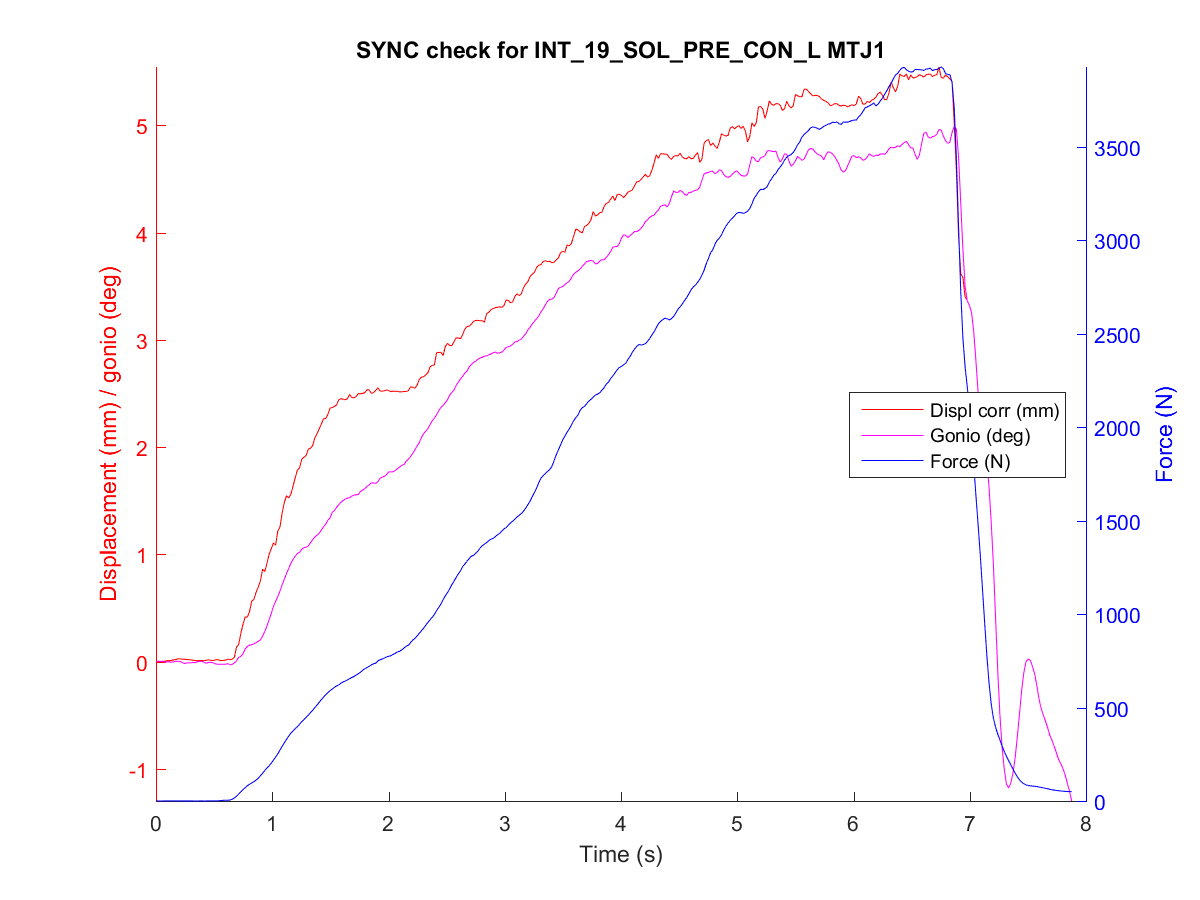 SYNC check for INT_19_SOL_PRE_CON_L MTJ1
Displacement (mm) / gonio (deg)
5
4
3
2
1
0
-1
3500
3000
2500
2000
1500
1000
500
0
Force (N)
Displ corr (mm)
Gonio (deg)
Force (N)
0 1 2 3 4 5 6 7 8
Time (s)